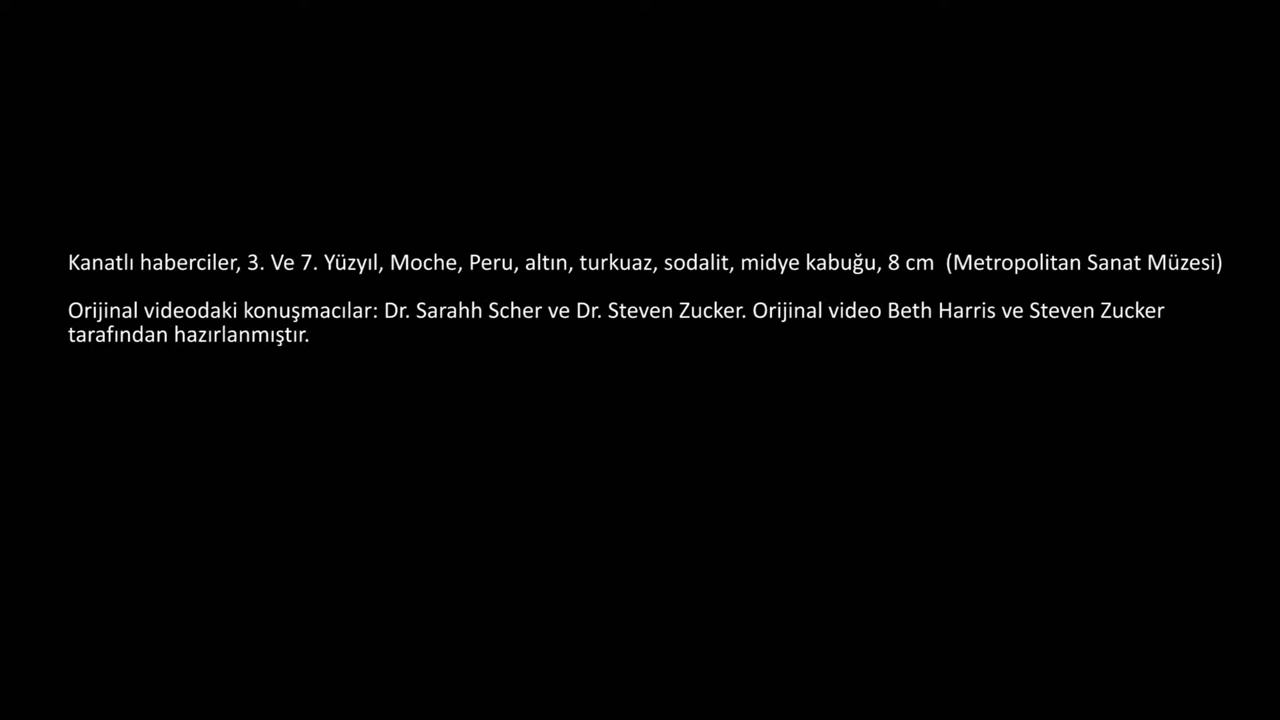 Kanatlı haberciler, 3. Ve 7. Yüzyıl, Moche, Peru, altın, turkuaz, sodalit, midye kabuğu, 8 cm  (Metropolitan Sanat Müzesi)
Orijinal videodaki konuşmacılar: Dr. Sarahh Scher ve Dr. Steven Zucker. Orijinal video Beth Harris ve Steven Zucker
tarafından hazırlanmıştır.